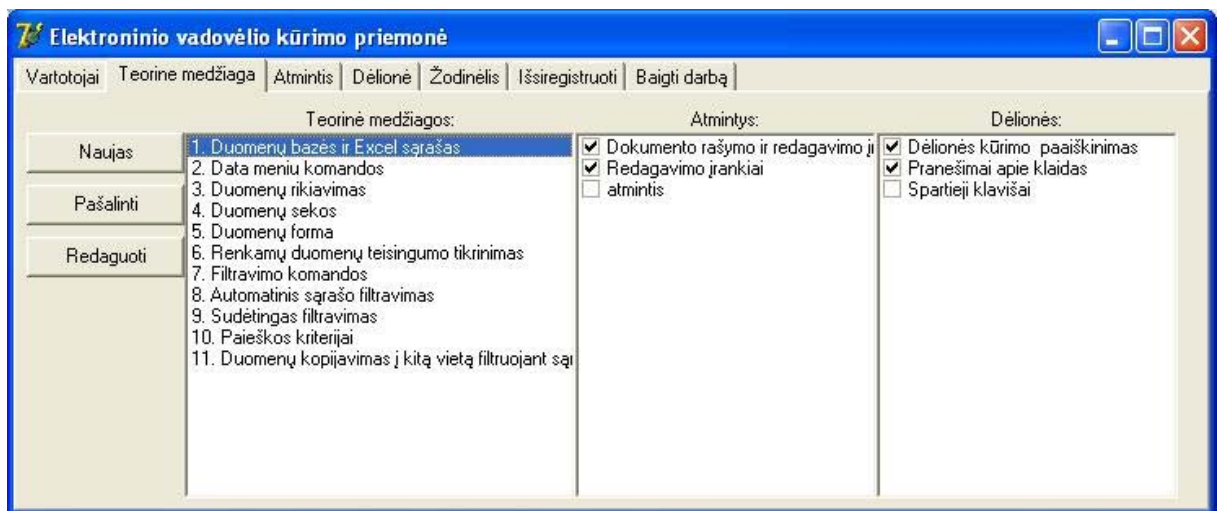 Elektroninio vadovėlio kūrimo priemonė
Vartotojai Teorine medžiaga Atmintis Dėlionė Žodinėlis Išsiregistruoti Baigti darbą
Teorinė medžiagos:
Naujas
Pašalinti
Redaguoti
1. Duomenų bazės ir Excel sąrašas
2. Data meniu komandos
3. Duomenų rikiavimas
4. Duomenų sekos
5. Duomenų forma
6. Renkamų duomenų teisingumo tikrinimas
7. Filtravimo komandos
8. Automatinis sąrašo filtravimas
9. Sudėtingas filtravimas
10. Paieškos kriterijai
11. Duomenų kopijavimas į kitą vietą filtruojant
Atmintys:
Dokumento rašymo ir redagavimo
Redagavimo įrankiai
atmintis
Dėlionės:
Dėlionės kūrimo paaiškinimas
Pranešimai apie klaidas
Spartieji klavišai